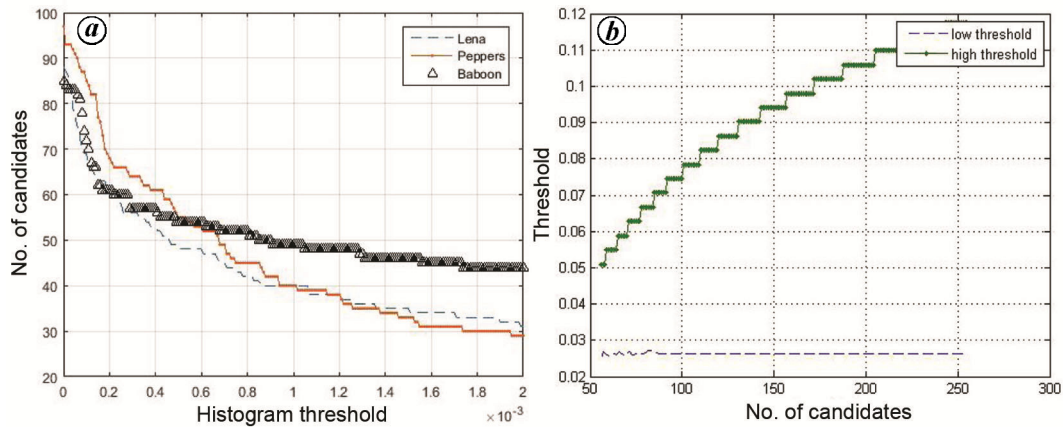 a
No. of candidates
100
90
80
70
60
50
40
30
20
Lena
Peppers
Baboon
0 0.2 0.4 0.6 0.8 1 1.2 1.4 1.6 1.8 2
×10⁻³
Histogram threshold
b
Threshold
0.12
0.11
0.1
0.09
0.08
0.07
0.06
0.05
0.04
0.03
0.02
low threshold
high threshold
50 100 150 200 250 300
No. of candidates